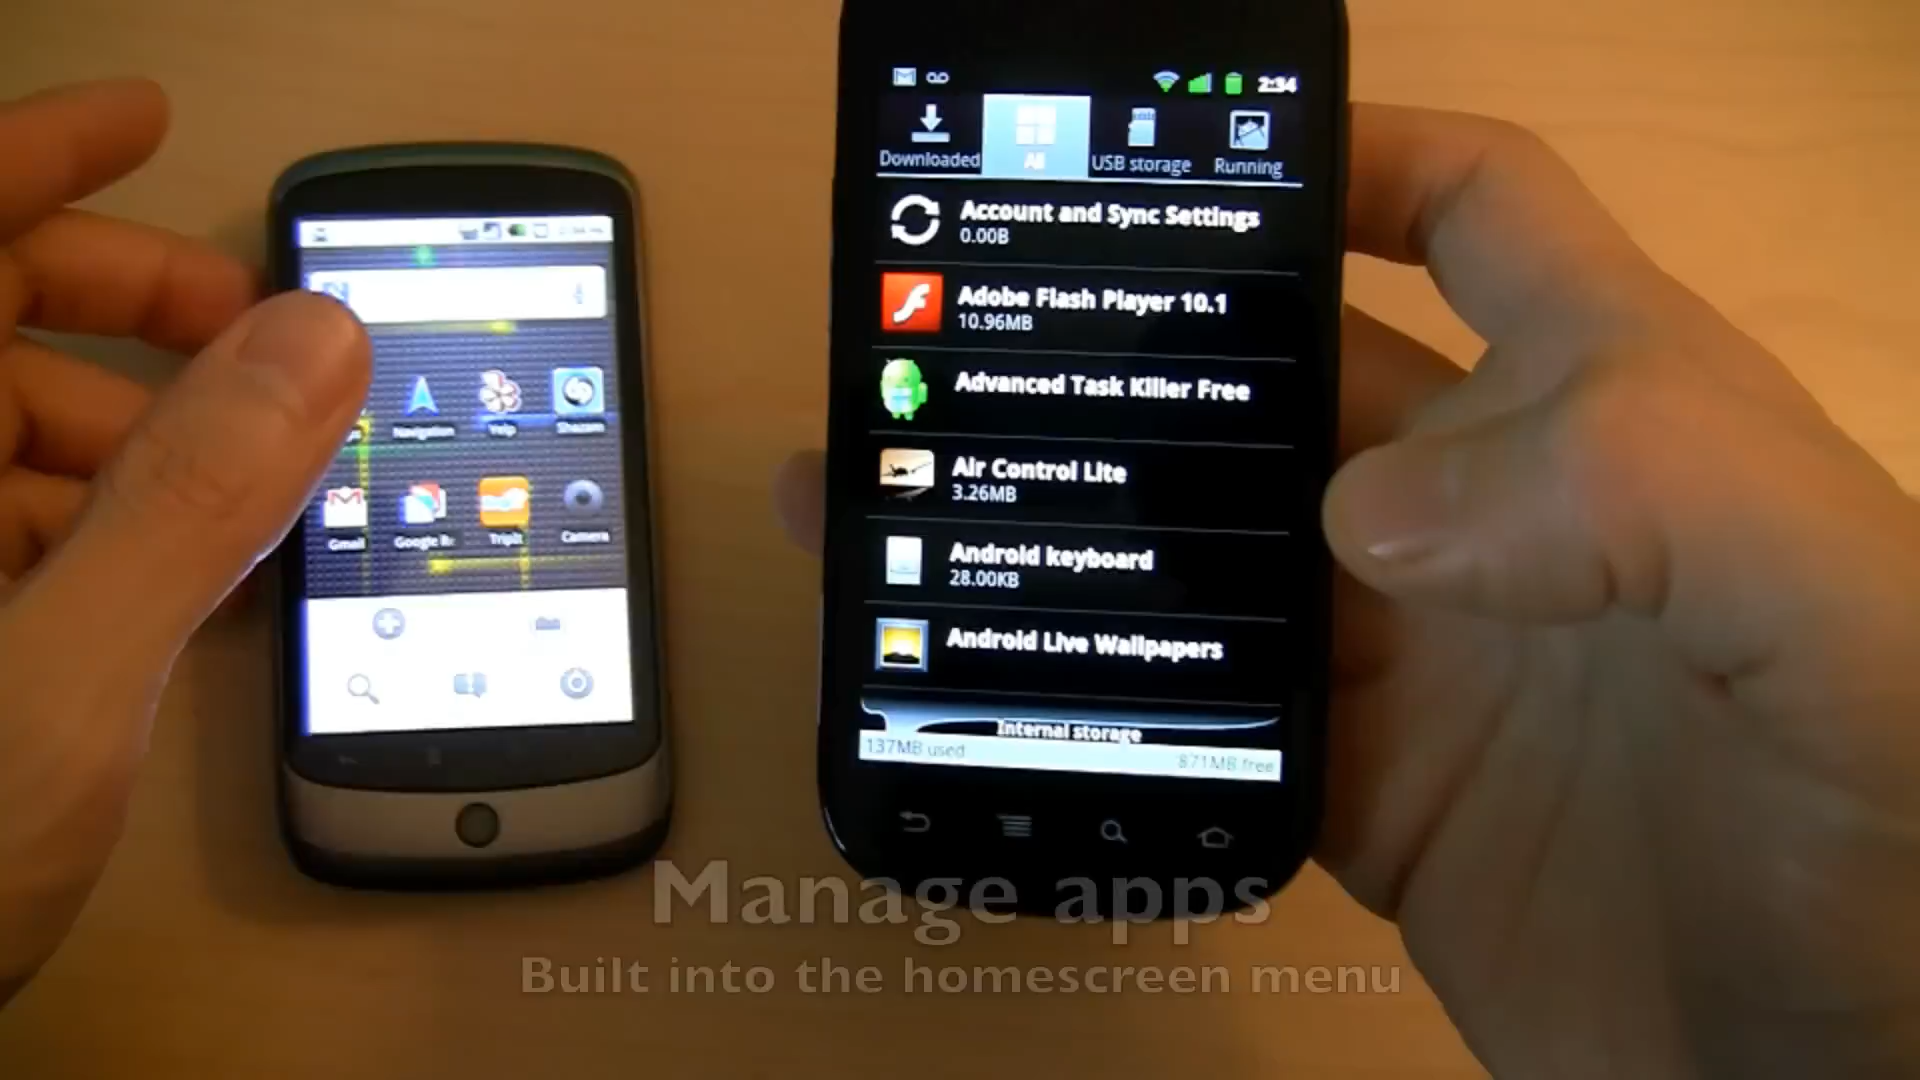 2:34
Downloaded
All
USB storage
Running
Account and Sync Settings
0.00B
Adobe Flash Player 10.1
10.96MB
Advanced Task Killer Free
Air Control Lite
3.26MB
Android keyboard
28.00KB
Android Live Wallpapers
Internal storage
137MB used
871MB free
Navigation
Yelp
Shazam
Gmail
Google
TripIt
Camera
Manage apps
Built into the homescreen menu